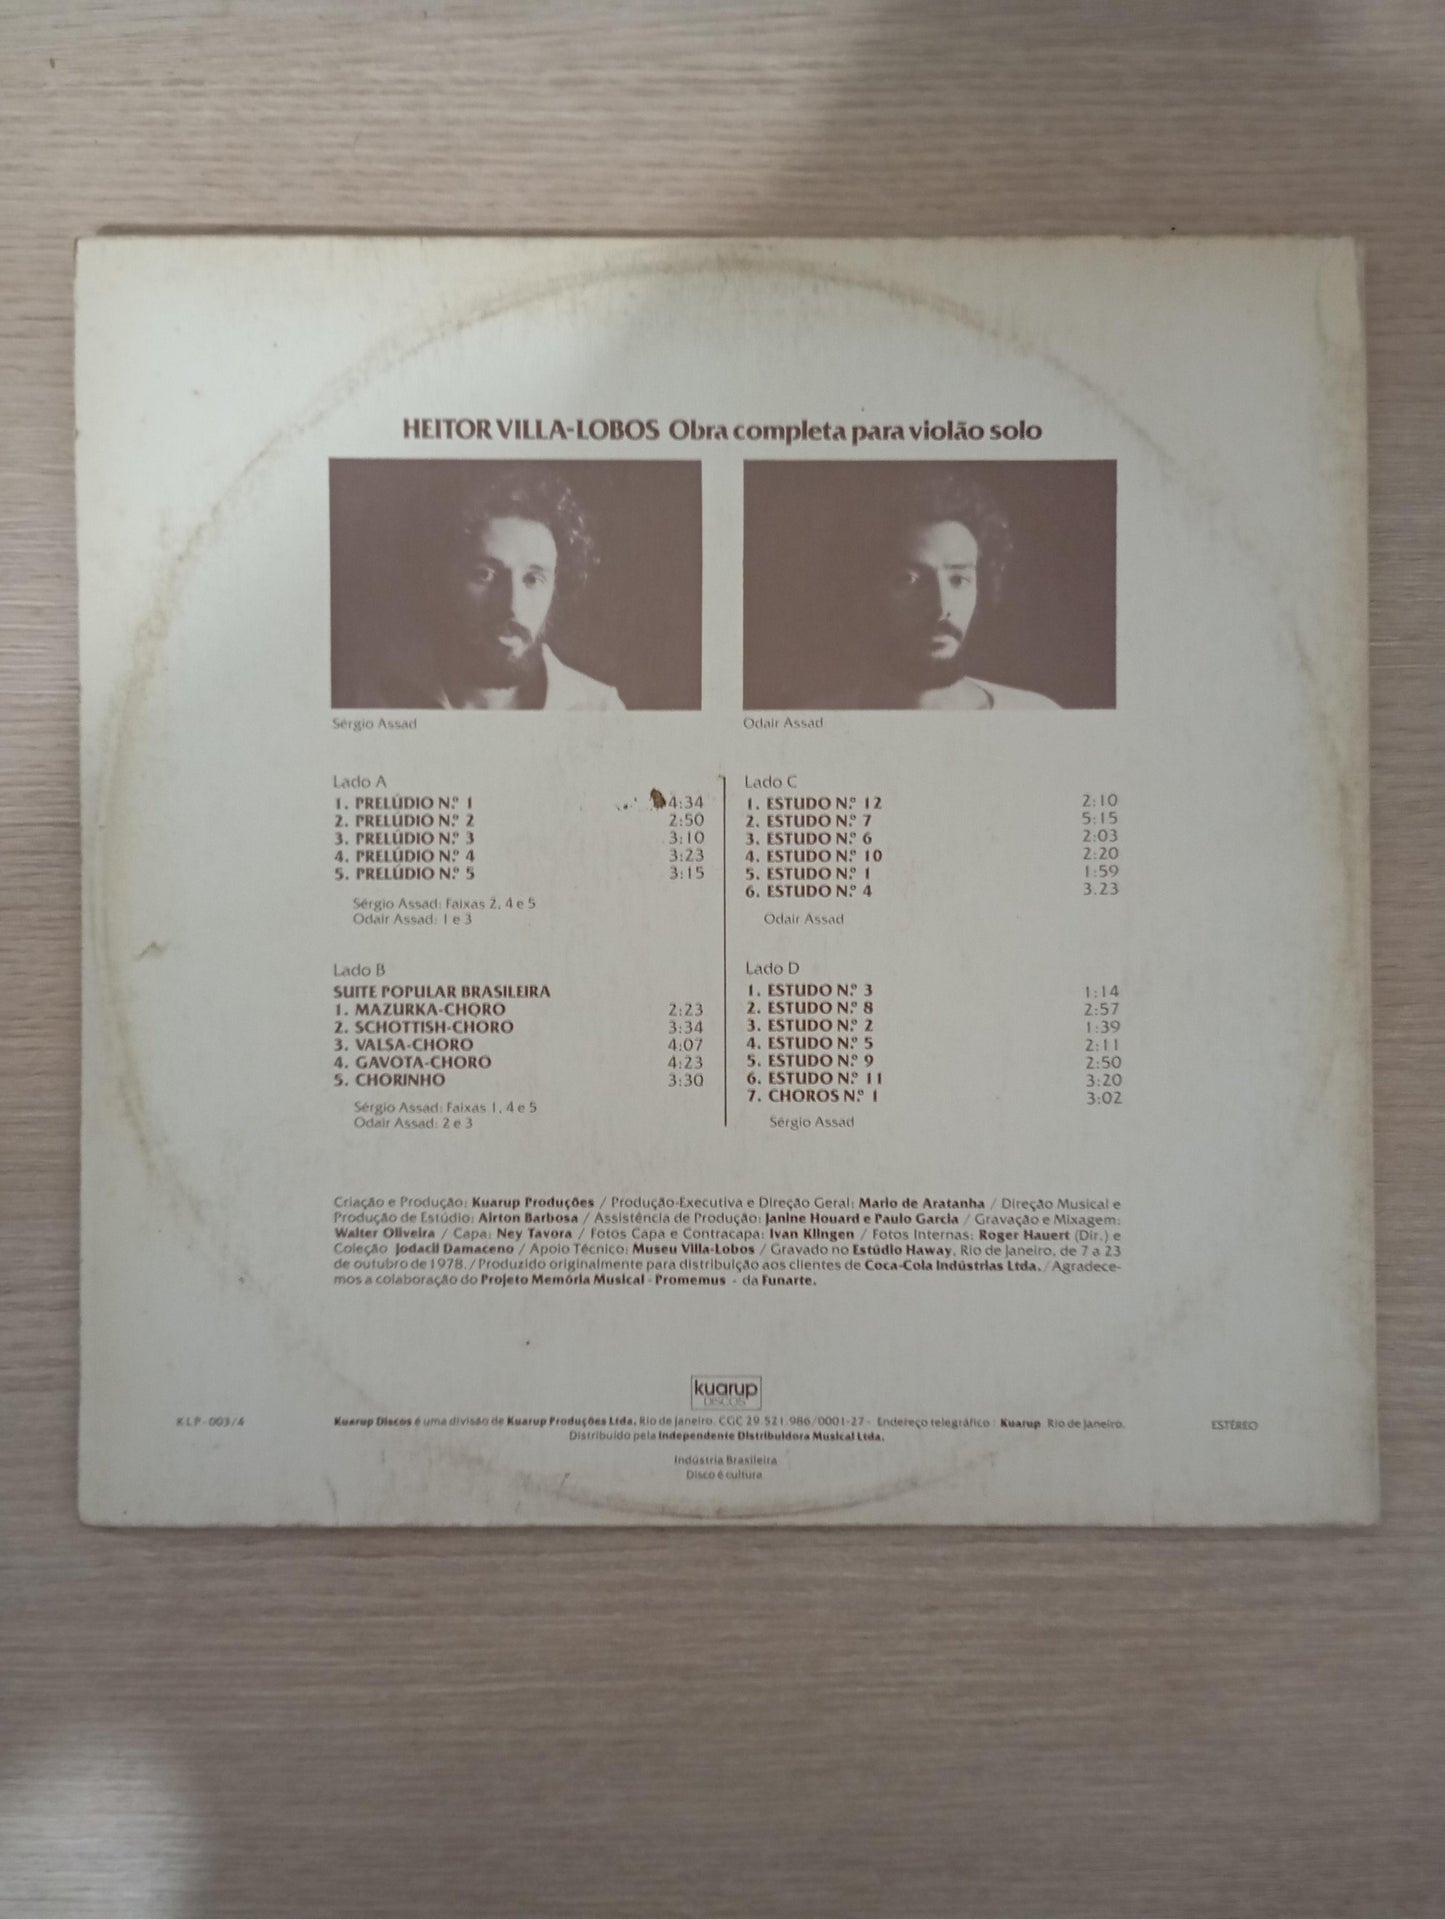 HEITOR VILLA-LOBOS Obra completa para violão solo
Sérgio Assad
Odair Assad
Lado A
1. PRELÚDIO N.º 1 4:34
2. PRELÚDIO N.º 2 2:50
3. PRELÚDIO N.º 3 3:10
4. PRELÚDIO N.º 4 3:23
5. PRELÚDIO N.º 5 3:15
Sérgio Assad: Faixas 2, 4 e 5
Odair Assad: 1 e 3
Lado B
SUITE POPULAR BRASILEIRA
1. MAZURKA-CHORO 2:23
2. SCHOTTISH-CHORO 3:34
3. VALSA-CHORO 4:07
4. GAVOTA-CHORO 4:23
5. CHORINHO 3:30
Sérgio Assad: Faixas 1, 4 e 5
Odair Assad: 2 e 3
Lado C
1. ESTUDO N.º 12 2:10
2. ESTUDO N.º 7 5:15
3. ESTUDO N.º 6 2:03
4. ESTUDO N.º 10 2:20
5. ESTUDO N.º 1 1:59
6. ESTUDO N.º 4 3.23
Odair Assad
Lado D
1. ESTUDO N.º 3 1:14
2. ESTUDO N.º 8 2:57
3. ESTUDO N.º 2 1:39
4. ESTUDO N.º 5 2:11
5. ESTUDO N.º 9 2:50
6. ESTUDO N.º 11 3:20
7. CHOROS N.º 1 3:02
Sérgio Assad
Criação e Produção: Kuarup Produções / Produção-Executiva e Direção Geral: Mario de Aratanha / Direção Musical e
Produção de Estúdio: Airton Barbosa / Assistência de Produção: Janine Houard e Paulo Garcia / Gravação e Mixagem:
Walter Oliveira / Capa: Ney Tavora / Fotos Capa e Contracapa: Ivan Klingen / Fotos Internas: Roger Hauert (Dir.) e
Coleção Jodacil Damaceno / Apoio Técnico: Museu Villa-Lobos / Gravado no Estúdio Haway, Rio de Janeiro, de 7 a 23
de outubro de 1978. / Produzido originalmente para distribuição aos clientes de Coca-Cola Indústrias Ltda. / Agradece-
mos a colaboração do Projeto Memória Musical - Promemus - da Funarte.
kuarup
DISCOS
KLP-003/4
Kuarup Discos é uma divisão de Kuarup Produções Ltda. Rio de Janeiro. CGC 29.521.986/0001-27 - Endereço telegráfico: Kuarup, Rio de Janeiro.
ESTÉREO
Distribuído pela Independente Distribuidora Musical Ltda.
Indústria Brasileira
Disco é cultura